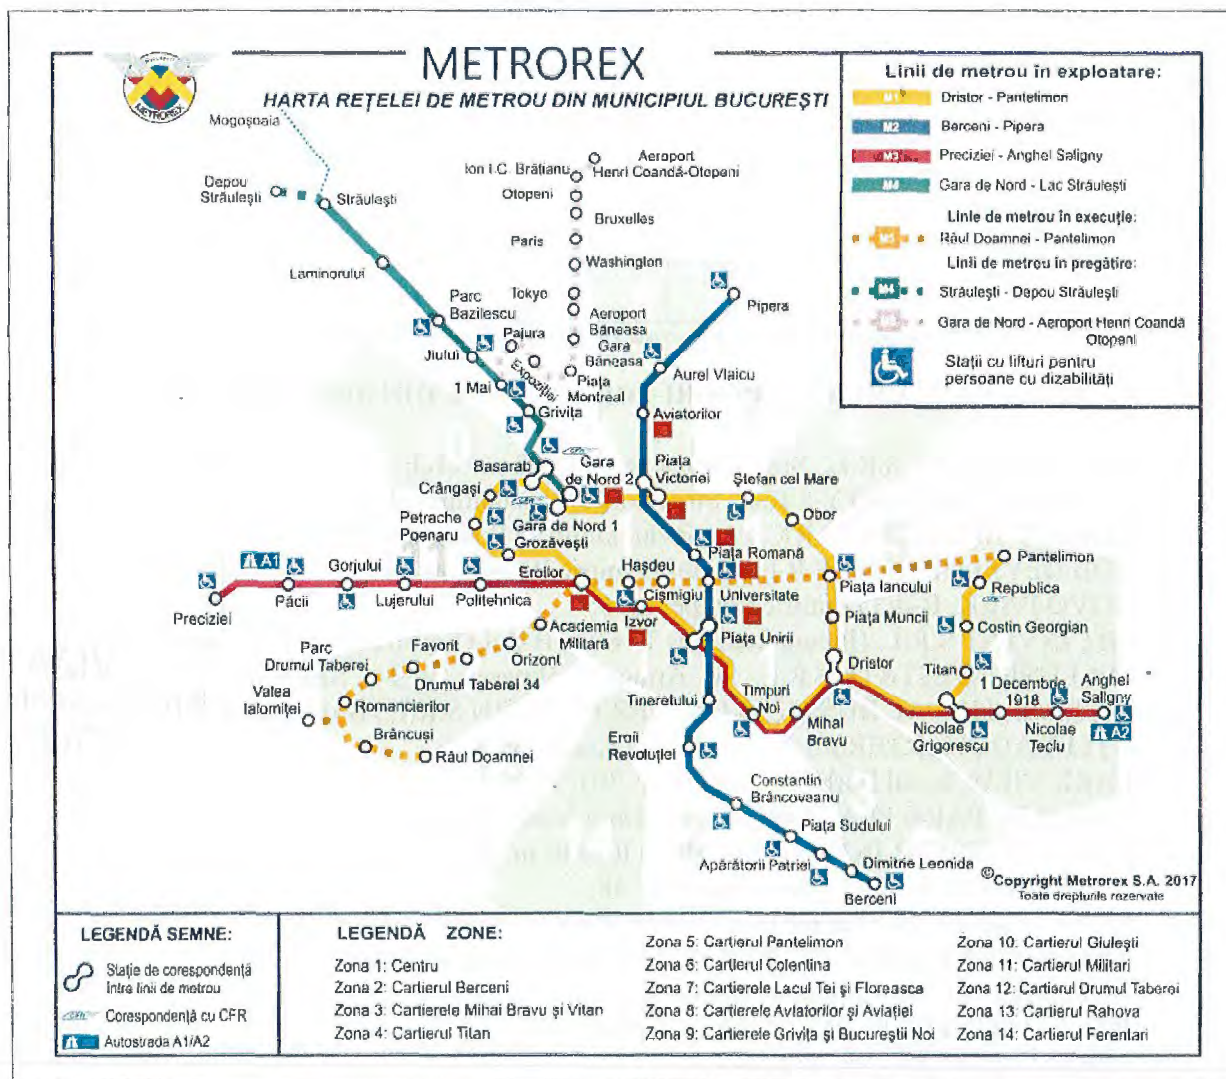 METROREX
HARTA REȚELEI DE METROU DIN MUNICIPIUL BUCUREȘTI
METROREX
Linii de metrou în exploatare:
M1 Dristor - Pantelimon
M2 Berceni - Pipera
M3 Preciziei - Anghel Saligny
M4 Gara de Nord - Lac Străulești
Linie de metrou în execuție:
M5 Râul Doamnei - Pantelimon
Linii de metrou în pregătire:
M4 Străulești - Depou Străulești
Gara de Nord - Aeroport Henri Coandă
Otopeni
Stații cu lifturi pentru
persoane cu dizabilități
Mogoșoaia
Depou
Străulești
Străulești
Laminorului
Parc
Bazilescu
Jiului
1 Mai
Grivița
Pajura
Expoziției
Ion I.C. Brătianu
Aeroport
Henri Coandă-Otopeni
Otopeni
Bruxelles
Paris
Washington
Tokyo
Aeroport
Băneasa
Gara
Băneasa
Piața
Montreal
Pipera
Aurel Vlaicu
Aviatorilor
Piața
Victoriei
Basarab
Gara
de Nord 2
Crângași
Petrache
Poenaru
Gara de Nord 1
Grozăvești
Ștefan cel Mare
Obor
Piața Romană
Pantelimon
Republica
Piața Iancului
A1
Gorjului
Eroilor
Hașdeu
Cișmigiu
Universitate
Preciziei
Păcii
Lujerului
Politehnica
Izvor
Piața Muncii
Costin Georgian
Academia
Militară
Piața Unirii
Parc
Drumul Taberei
Favorit
Orizont
Dristor
Titan
Drumul Taberei 34
Valea
Ialomiței
Romancierilor
Tineretului
Timpuri
Noi
Mihai
Bravu
1 Decembrie
1918
Anghel
Saligny
A2
Nicolae
Grigorescu
Nicolae
Teclu
Brâncuși
Râul Doamnei
Eroii
Revoluției
Constantin
Brâncoveanu
Piața Sudului
Apărătorii Patriei
Dimitrie Leonida
Berceni
©Copyright Metrorex S.A. 2017
Toate drepturile rezervate
LEGENDĂ SEMNE:
Stație de corespondență
între linii de metrou
Corespondență cu CFR
Autostrada A1/A2
LEGENDĂ ZONE:
Zona 1: Centru
Zona 2: Cartierul Berceni
Zona 3: Cartierele Mihai Bravu și Vitan
Zona 4: Cartierul Titan
Zona 5: Cartierul Pantelimon
Zona 6: Cartierul Colentina
Zona 7: Cartierele Lacul Tei și Floreasca
Zona 8: Cartierele Aviatorilor și Aviației
Zona 9: Cartierele Grivița și Bucureștii Noi
Zona 10: Cartierul Giulești
Zona 11: Cartierul Militari
Zona 12: Cartierul Drumul Taberei
Zona 13: Cartierul Rahova
Zona 14: Cartierul Ferentari